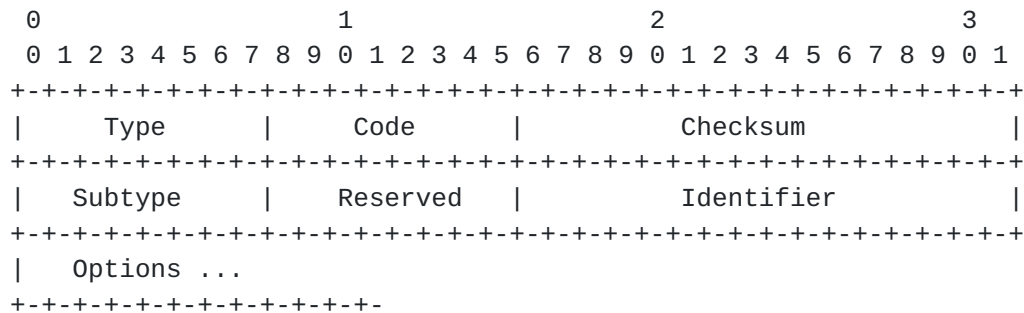 0                   1                   2                   3
 0 1 2 3 4 5 6 7 8 9 0 1 2 3 4 5 6 7 8 9 0 1 2 3 4 5 6 7 8 9 0 1
+-+-+-+-+-+-+-+-+-+-+-+-+-+-+-+-+-+-+-+-+-+-+-+-+-+-+-+-+-+-+-+-+
|     Type      |     Code      |          Checksum             |
+-+-+-+-+-+-+-+-+-+-+-+-+-+-+-+-+-+-+-+-+-+-+-+-+-+-+-+-+-+-+-+-+
|   Subtype     |    Reserved   |          Identifier           |
+-+-+-+-+-+-+-+-+-+-+-+-+-+-+-+-+-+-+-+-+-+-+-+-+-+-+-+-+-+-+-+-+
|   Options ...
+-+-+-+-+-+-+-+-+-+-+-+-